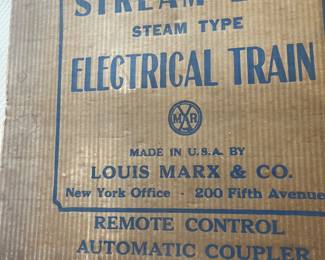 STEAM TYPE
ELECTRICAL TRAIN
MAR
MADE IN U.S.A. BY
LOUIS MARX & CO.
New York Office - 200 Fifth Avenue
REMOTE CONTROL
AUTOMATIC COUPLER